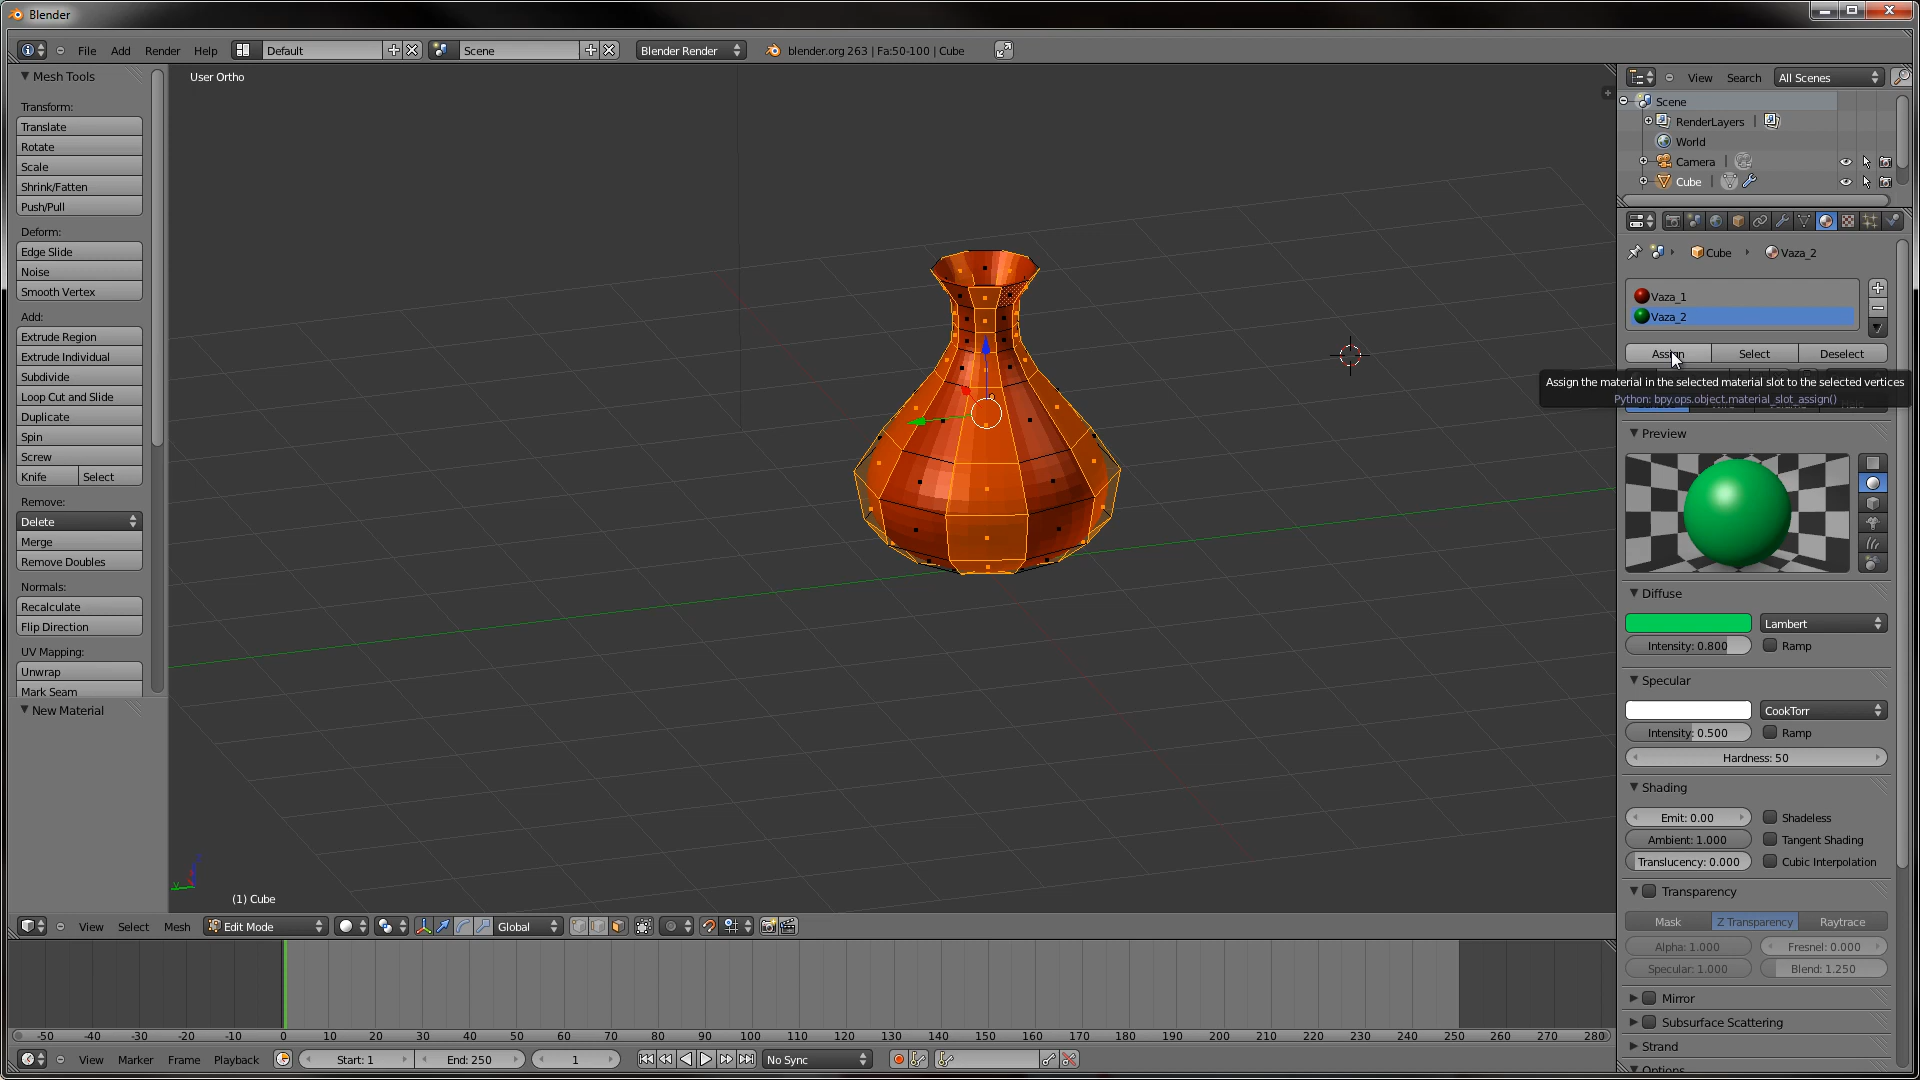 Blender
File Add Render Help Default Scene Blender Render blender.org 263 | Fa:50-100 | Cube
Mesh Tools
Transform:
Translate
Rotate
Scale
Shrink/Fatten
Push/Pull
Deform:
Edge Slide
Noise
Smooth Vertex
Add:
Extrude Region
Extrude Individual
Subdivide
Loop Cut and Slide
Duplicate
Spin
Screw
Knife Select
Remove:
Delete
Merge
Remove Doubles
Normals:
Recalculate
Flip Direction
UV Mapping:
Unwrap
Mark Seam
New Material
User Ortho
(1) Cube
View Search All Scenes
Scene
RenderLayers
World
Camera
Cube
Cube Vaza_2
Vaza_1
Vaza_2
Assign Select Deselect
Assign the material in the selected material slot to the selected vertices
Python: bpy.ops.object.material_slot_assign()
Preview
Diffuse
Lambert
Intensity: 0.800 Ramp
Specular
CookTorr
Intensity: 0.500 Ramp
Hardness: 50
Shading
Emit: 0.00 Shadeless
Ambient: 1.000 Tangent Shading
Translucency: 0.000 Cubic Interpolation
Transparency
Mask Z Transparency Raytrace
Alpha: 1.000 Fresnel: 0.000
Specular: 1.000 Blend: 1.250
Mirror
Subsurface Scattering
Strand
Options
View Select Mesh Edit Mode Global
-50 -40 -30 -20 -10 0 10 20 30 40 50 60 70 80 90 100 110 120 130 140 150 160 170 180 190 200 210 220 230 240 250 260 270 280
View Marker Frame Playback Start: 1 End: 250 1 No Sync